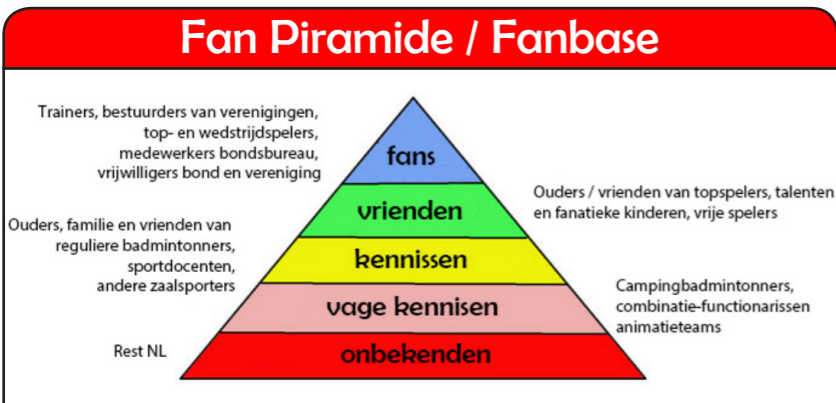 Fan Piramide / Fanbase
Trainers, bestuurders van verenigingen,
top- en wedstrijdspelers,
medewerkers bondsbureau,
vrijwilligers bond en vereniging
fans
vrienden
Ouders / vrienden van topspelers, talenten
en fanatieke kinderen, vrije spelers
Ouders, familie en vrienden van
reguliere badmintonners,
sportdocenten,
andere zaalsporters
kennissen
vage kennisen
Campingbadmintonners,
combinatie-functionarissen
animatieteams
Rest NL
onbekenden